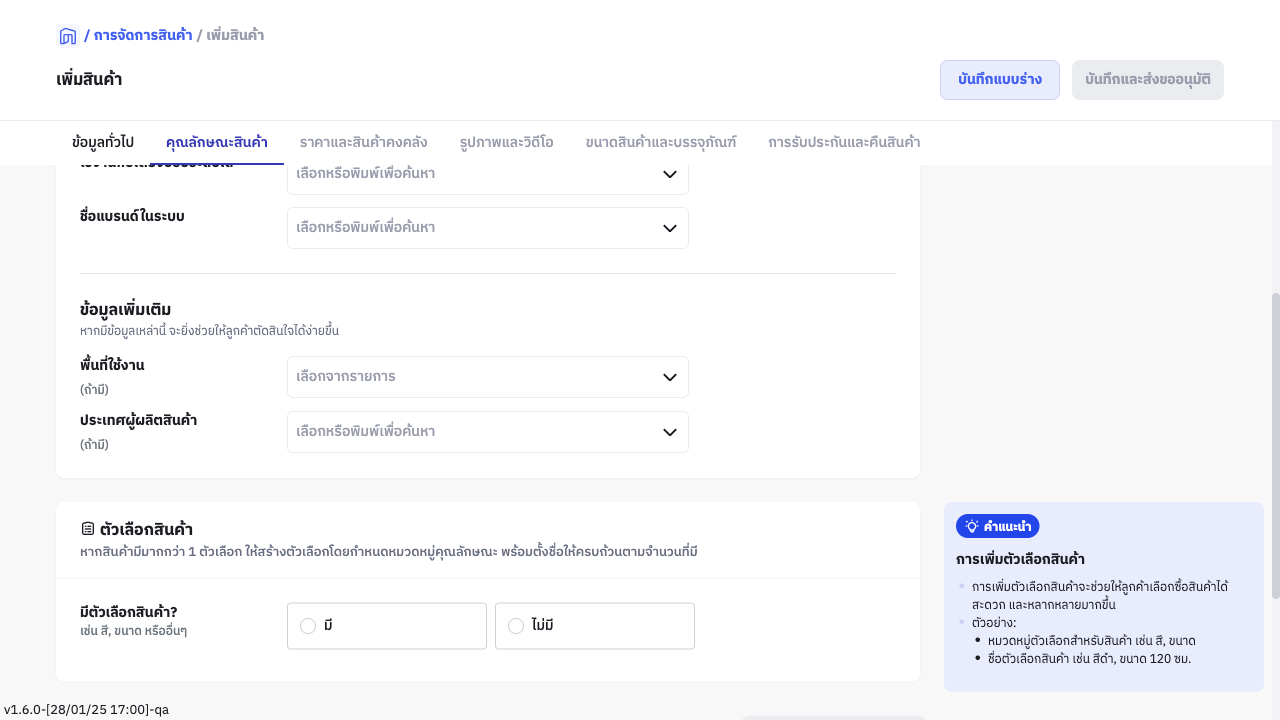 / การจัดการสินค้า / เพิ่มสินค้า
เพิ่มสินค้า
บันทึกแบบร่าง
บันทึกและส่งขออนุมัติ
ข้อมูลทั่วไป
คุณลักษณะสินค้า
ราคาและสินค้าคงคลัง
รูปภาพและวิดีโอ
ขนาดสินค้าและบรรจุภัณฑ์
การรับประกันและคืนสินค้า
เลือกหรือพิมพ์เพื่อค้นหา
ชื่อแบรนด์ในระบบ
เลือกหรือพิมพ์เพื่อค้นหา
ข้อมูลเพิ่มเติม
หากมีข้อมูลเหล่านี้ จะยิ่งช่วยให้ลูกค้าตัดสินใจได้ง่ายขึ้น
พื้นที่ใช้งาน
(ถ้ามี)
เลือกจากรายการ
ประเทศผู้ผลิตสินค้า
(ถ้ามี)
เลือกหรือพิมพ์เพื่อค้นหา
ตัวเลือกสินค้า
หากสินค้ามีมากกว่า 1 ตัวเลือก ให้สร้างตัวเลือกโดยกำหนดหมวดหมู่คุณลักษณะ พร้อมตั้งชื่อให้ครบถ้วนตามจำนวนที่มี
มีตัวเลือกสินค้า?
เช่น สี, ขนาด หรืออื่นๆ
มี
ไม่มี
คำแนะนำ
การเพิ่มตัวเลือกสินค้า
การเพิ่มตัวเลือกสินค้าจะช่วยให้ลูกค้าเลือกซื้อสินค้าได้
สะดวก และหลากหลายมากขึ้น
ตัวอย่าง:
หมวดหมู่ตัวเลือกสำหรับสินค้า เช่น สี, ขนาด
ชื่อตัวเลือกสินค้า เช่น สีดำ, ขนาด 120 ซม.
v1.6.0-[28/01/25 17:00]-qa